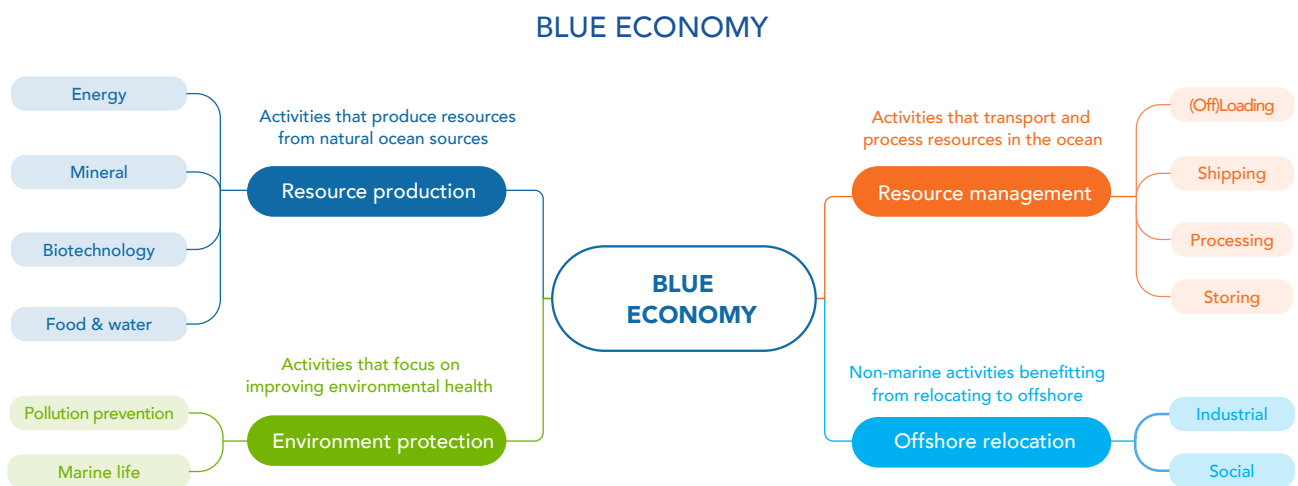 BLUE ECONOMY
Energy
Mineral
Biotechnology
Food & water
Activities that produce resources
from natural ocean sources
Resource production
Activities that focus on
improving environmental health
Environment protection
Pollution prevention
Marine life
BLUE
ECONOMY
Activities that transport and
process resources in the ocean
Resource management
(Off)Loading
Shipping
Processing
Storing
Non-marine activities benefitting
from relocating to offshore
Offshore relocation
Industrial
Social